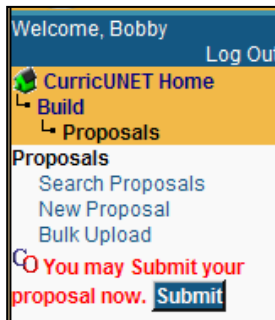 Welcome, Bobby
Log Out
CurricUNET Home
Build
Proposals
Proposals
Search Proposals
New Proposal
Bulk Upload
CO You may Submit your
proposal now. Submit